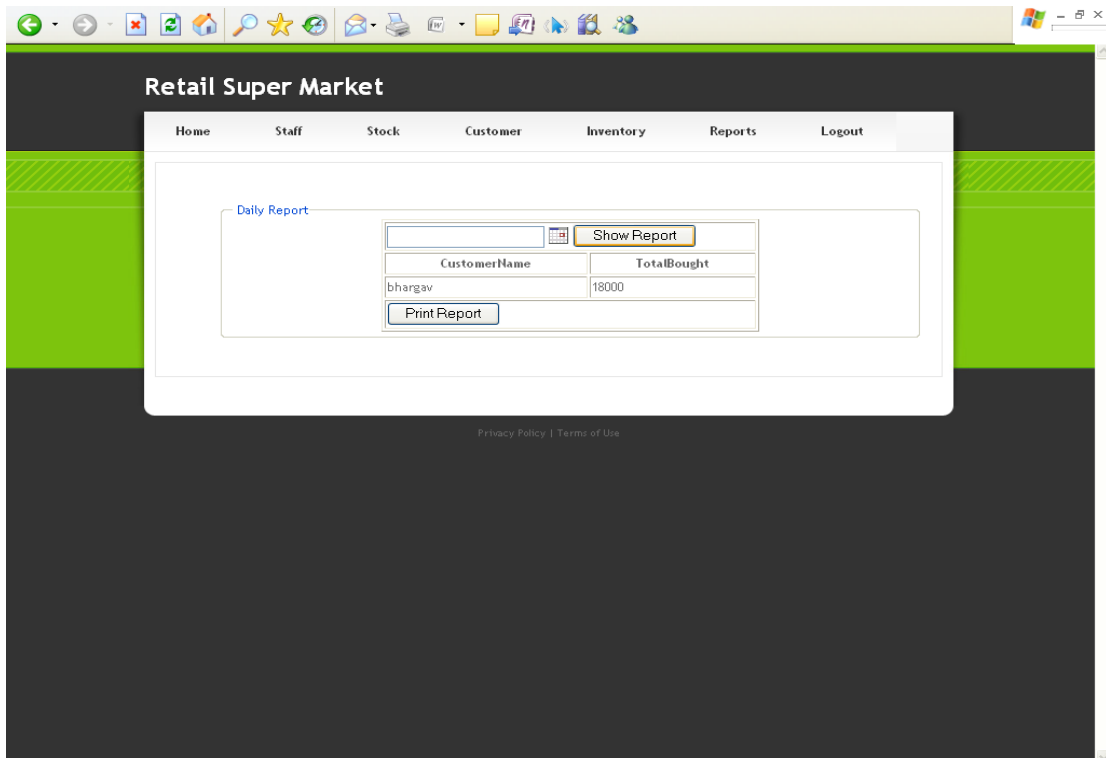 Retail Super Market
Home Staff Stock Customer Inventory Reports Logout
Daily Report
Show Report
CustomerName TotalBought
bhargav 18000
Print Report
Privacy Policy | Terms of Use